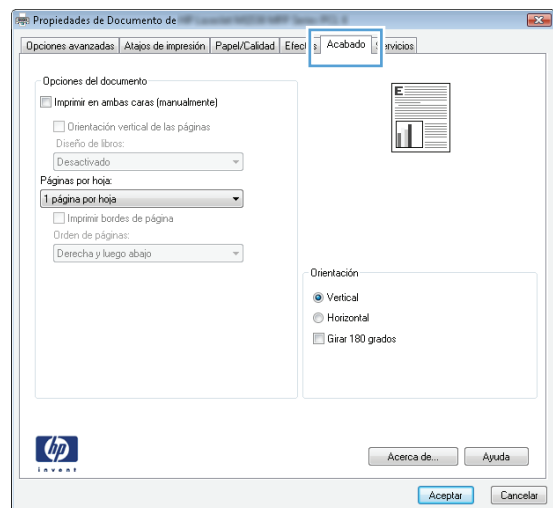 Propiedades de Documento de
Opciones avanzadas Atajos de impresión Papel/Calidad Acabado
Opciones del documento
Imprimir en ambas caras (manualmente)
Orientación vertical de las páginas
Diseño de libros:
Desactivado
Páginas por hoja:
1 página por hoja
Imprimir bordes de página
Orden de páginas:
Derecha y luego abajo
E
Orientación
Vertical
Horizontal
Girar 180 grados
hp
invent
Acerca de... Ayuda
Aceptar Cancelar